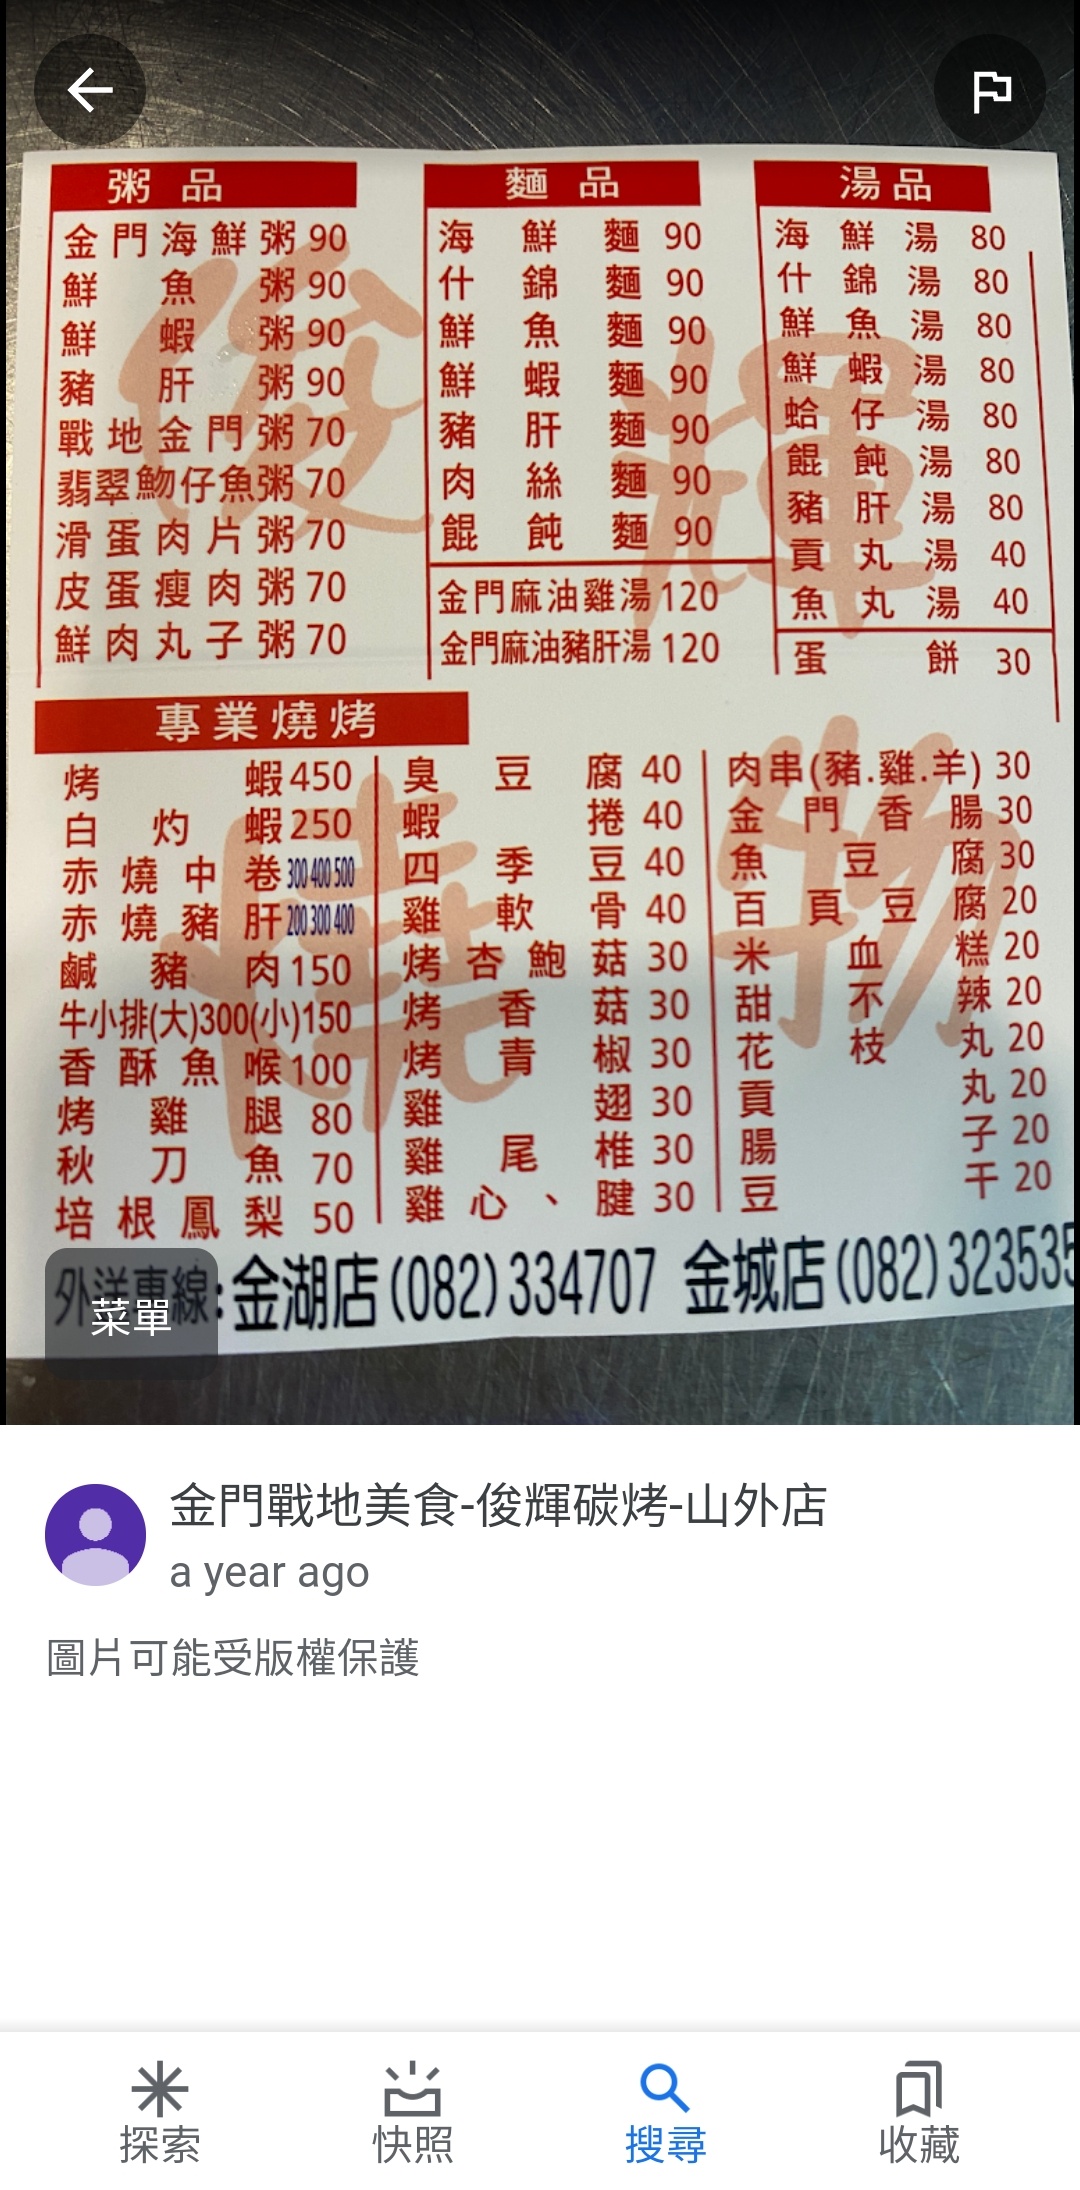 粥品
金門海鮮粥 90
鮮魚粥 90
鮮蝦粥 90
豬肝粥 90
戰地金門粥 70
翡翠魩仔魚粥 70
滑蛋肉片粥 70
皮蛋瘦肉粥 70
鮮肉丸子粥 70
麵品
海鮮麵 90
什錦麵 90
鮮魚麵 90
鮮蝦麵 90
豬肝麵 90
肉絲麵 90
餛飩麵 90
金門麻油雞湯 120
金門麻油豬肝湯 120
湯品
海鮮湯 80
什錦湯 80
鮮魚湯 80
鮮蝦湯 80
蛤仔湯 80
餛飩湯 80
豬肝湯 80
貢丸湯 40
魚丸湯 40
蛋餅 30
俊輝燒物
專業燒烤
烤蝦 450
白灼蝦 250
赤燒中卷 300 400 500
赤燒豬肝 200 300 400
鹹豬肉 150
牛小排(大)300(小)150
香酥魚喉 100
烤雞腿 80
秋刀魚 70
培根鳳梨 50
臭豆腐 40
蝦捲 40
四季豆 40
雞軟骨 40
烤杏鮑菇 30
烤香菇 30
烤青椒 30
雞翅 30
雞尾椎 30
雞心、腱 30
肉串(豬.雞.羊) 30
金門香腸 30
魚豆腐 30
百頁豆腐 20
米血糕 20
甜不辣 20
花枝丸 20
貢丸 20
腸子 20
豆干 20
外洋專線:金湖店(082)334707 金城店(082)323535
菜單
金門戰地美食-俊輝碳烤-山外店
a year ago
圖片可能受版權保護
探索
快照
搜尋
收藏